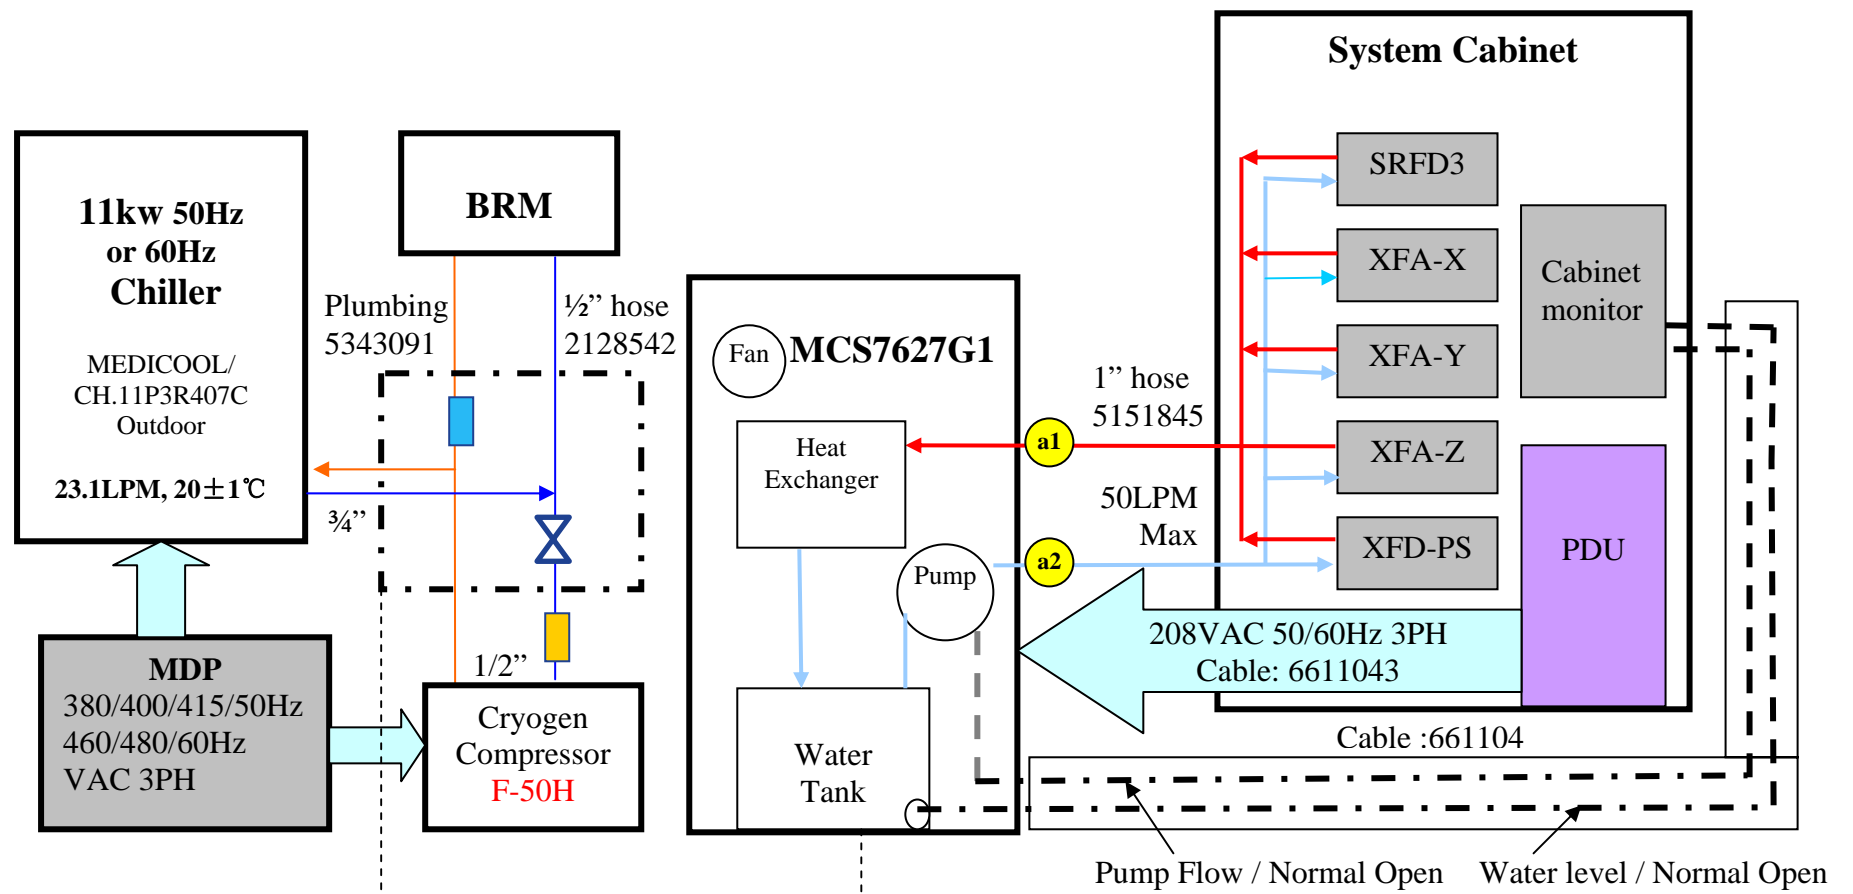 System Cabinet
SRFD3
XFA-X
XFA-Y
XFA-Z
XFD-PS
Cabinet
monitor
PDU
11kw 50Hz
or 60Hz
Chiller
MEDICOOL/
CH.11P3R407C
Outdoor
23.1LPM, 20±1℃
BRM
Plumbing
5343091
½” hose
2128542
¾”
1/2”
MDP
380/400/415/50Hz
460/480/60Hz
VAC 3PH
Cryogen
Compressor
F-50H
Fan
MCS7627G1
Heat
Exchanger
Pump
Water
Tank
1” hose
5151845
a1
50LPM
Max
a2
208VAC 50/60Hz 3PH
Cable: 6611043
Cable :661104
Pump Flow / Normal Open
Water level / Normal Open